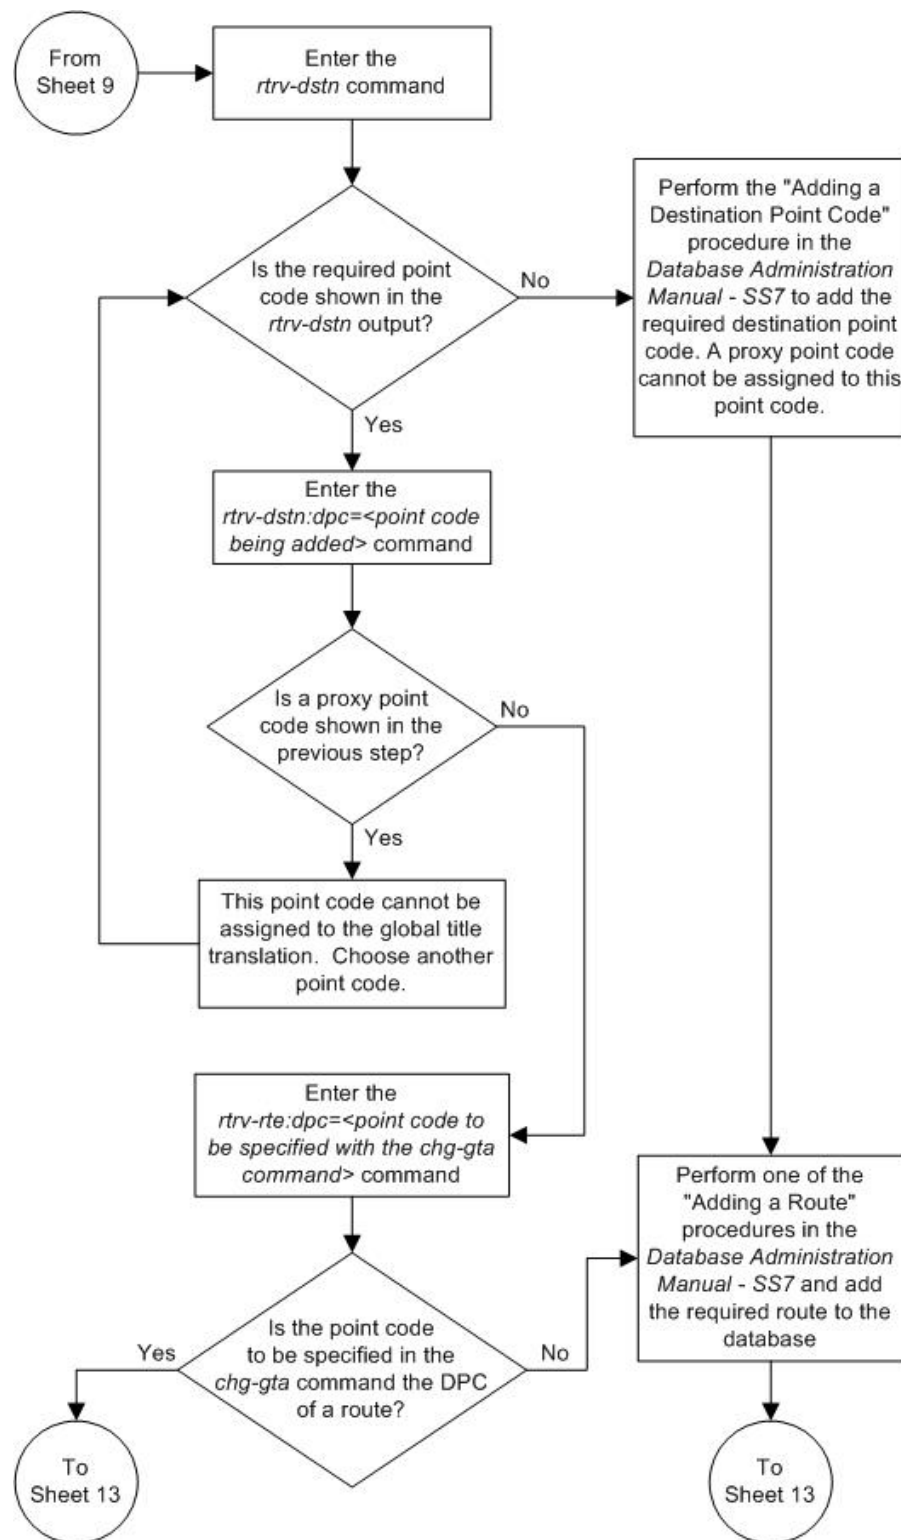 From
Sheet 9
Enter the
rtrv-dstn command
Is the required point
code shown in the
rtrv-dstn output?
No
Perform the "Adding a
Destination Point Code"
procedure in the
Database Administration
Manual - SS7 to add the
required destination point
code. A proxy point code
cannot be assigned to this
point code.
Yes
Enter the
rtrv-dstn:dpc=<point code
being added> command
Is a proxy point
code shown in the
previous step?
No
Yes
This point code cannot be
assigned to the global title
translation.  Choose another
point code.
Enter the
rtrv-rte:dpc=<point code to
be specified with the chg-gta
command> command
Perform one of the
"Adding a Route"
procedures in the
Database Administration
Manual - SS7 and add
the required route to the
database
Is the point code
to be specified in the
chg-gta command the DPC
of a route?
Yes
No
To
Sheet 13
To
Sheet 13